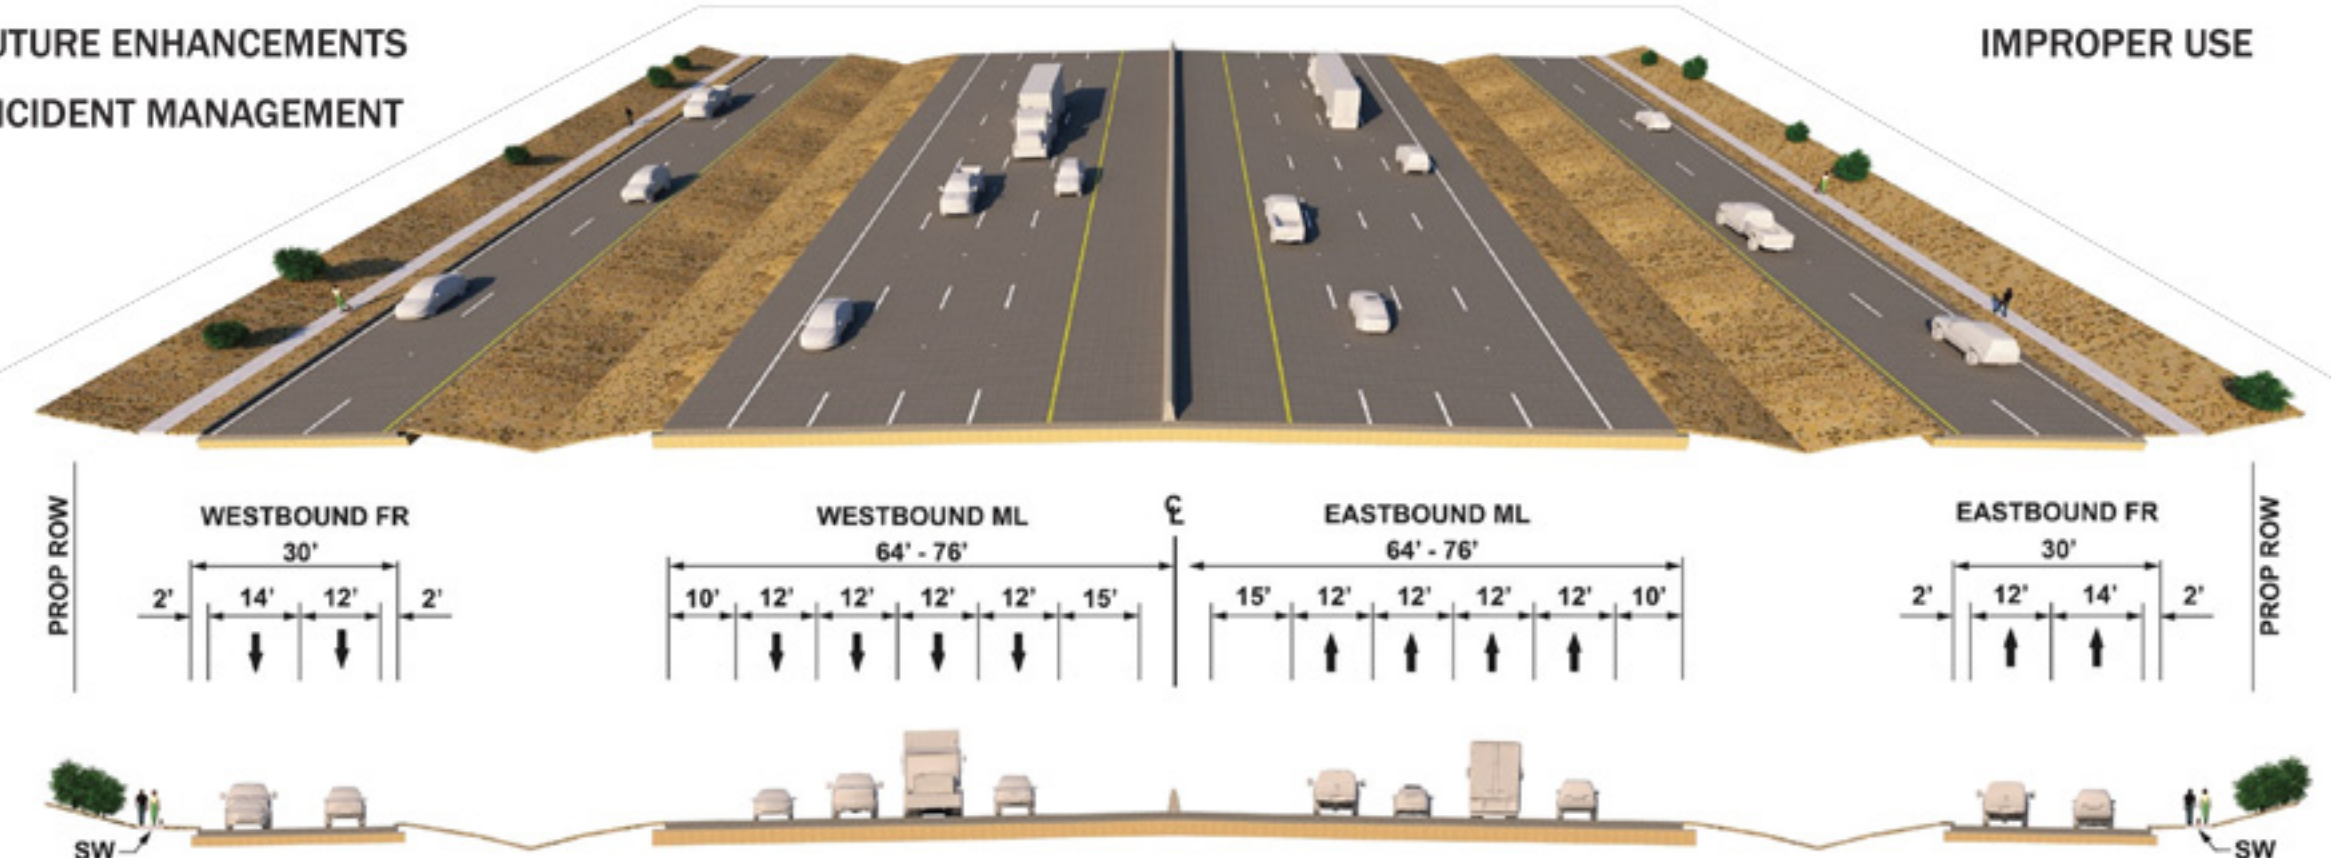 UTURE ENHANCEMENTS
IMPROPER USE
NCIDENT MANAGEMENT
PROP ROW
WESTBOUND FR
30'
2' 14' 12' 2'
WESTBOUND ML
64' - 76'
10' 12' 12' 12' 12' 15'
℄
EASTBOUND ML
64' - 76'
15' 12' 12' 12' 12' 10'
EASTBOUND FR
30'
2' 12' 14' 2'
PROP ROW
SW
SW